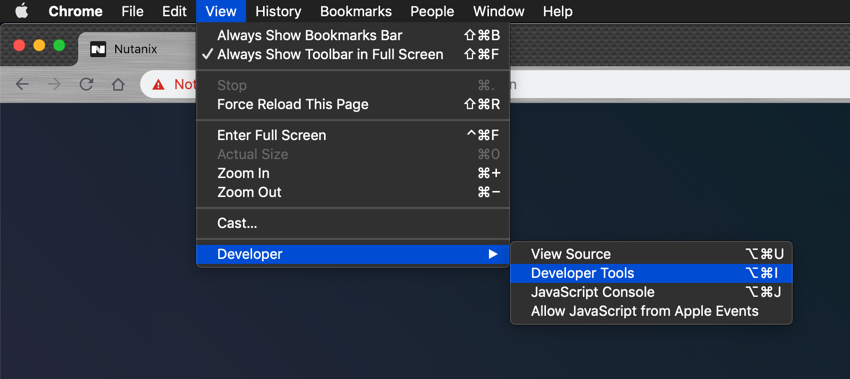 Chrome File Edit View History Bookmarks People Window Help
Nutanix
Not
Always Show Bookmarks Bar ⇧⌘B
✓ Always Show Toolbar in Full Screen ⇧⌘F
Stop ⌘.
Force Reload This Page ⇧⌘R
Enter Full Screen ^⌘F
Actual Size ⌘0
Zoom In ⌘+
Zoom Out ⌘−
Cast...
Developer ▶
View Source ⌥⌘U
Developer Tools ⌥⌘I
JavaScript Console ⌥⌘J
Allow JavaScript from Apple Events